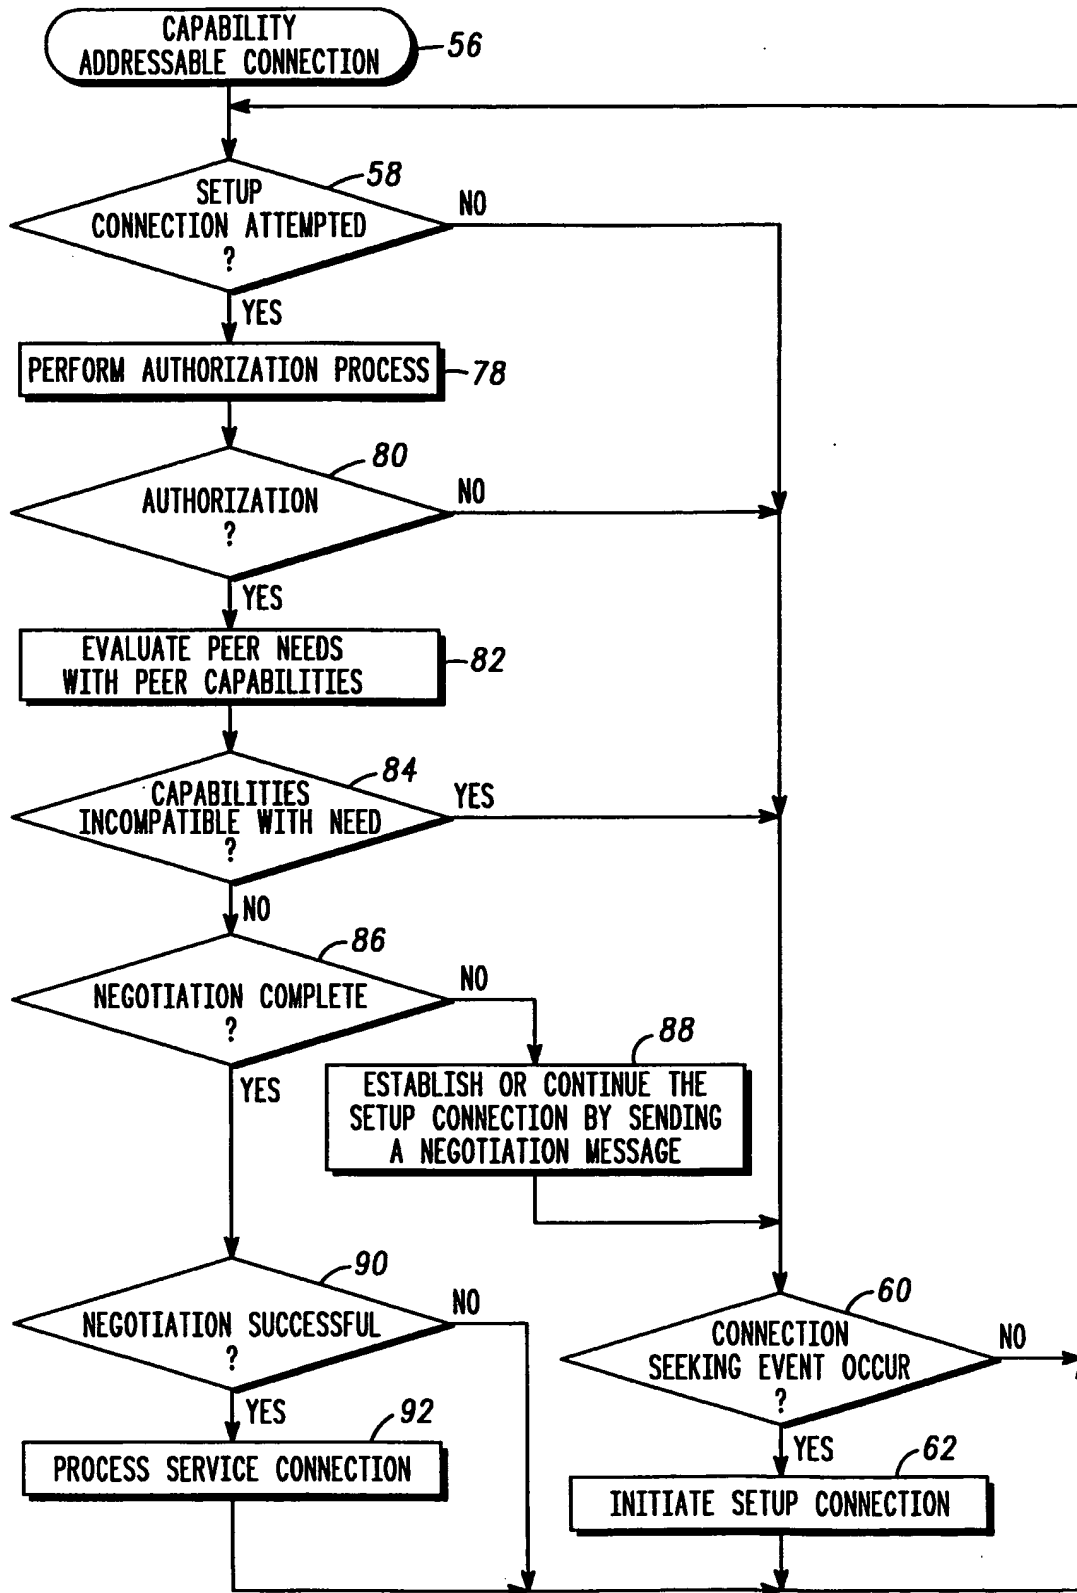 CAPABILITY
ADDRESSABLE CONNECTION
56
SETUP
CONNECTION ATTEMPTED
?
58
NO
YES
PERFORM AUTHORIZATION PROCESS
78
AUTHORIZATION
?
80
NO
YES
EVALUATE PEER NEEDS
WITH PEER CAPABILITIES
82
CAPABILITIES
INCOMPATIBLE WITH NEED
?
84
YES
NO
NEGOTIATION COMPLETE
?
86
NO
YES
88
ESTABLISH OR CONTINUE THE
SETUP CONNECTION BY SENDING
A NEGOTIATION MESSAGE
NEGOTIATION SUCCESSFUL
?
90
NO
YES
PROCESS SERVICE CONNECTION
92
CONNECTION
SEEKING EVENT OCCUR
?
60
NO
YES
INITIATE SETUP CONNECTION
62